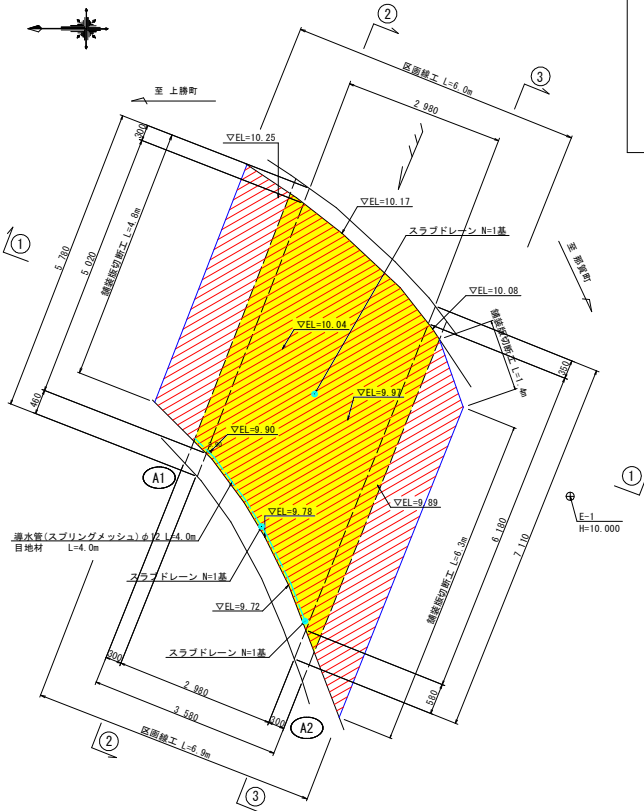 ②
区画線工 L=6.0m
③
至 上勝町
2 980
300
▽EL=10.25
▽EL=10.17
①
スラブドレーン N=1基
至 那賀町
5 780
5 020
舗装版切断工 L=4.8m
▽EL=10.08
▽EL=10.04
舗装版切断工 L=1.4m
350
▽EL=9.97
460
▽EL=9.90
A1
①
▽EL=9.89
E-1
H=10.000
▽EL=9.78
導水管(スプリングメッシュ)φ12 L=4.0m
目地材 L=4.0m
6 180
7 110
舗装版切断工 L=6.3m
スラブドレーン N=1基
▽EL=9.72
スラブドレーン N=1基
300
2 980
580
3 580
300
A2
②
区画線工 L=6.9m
③